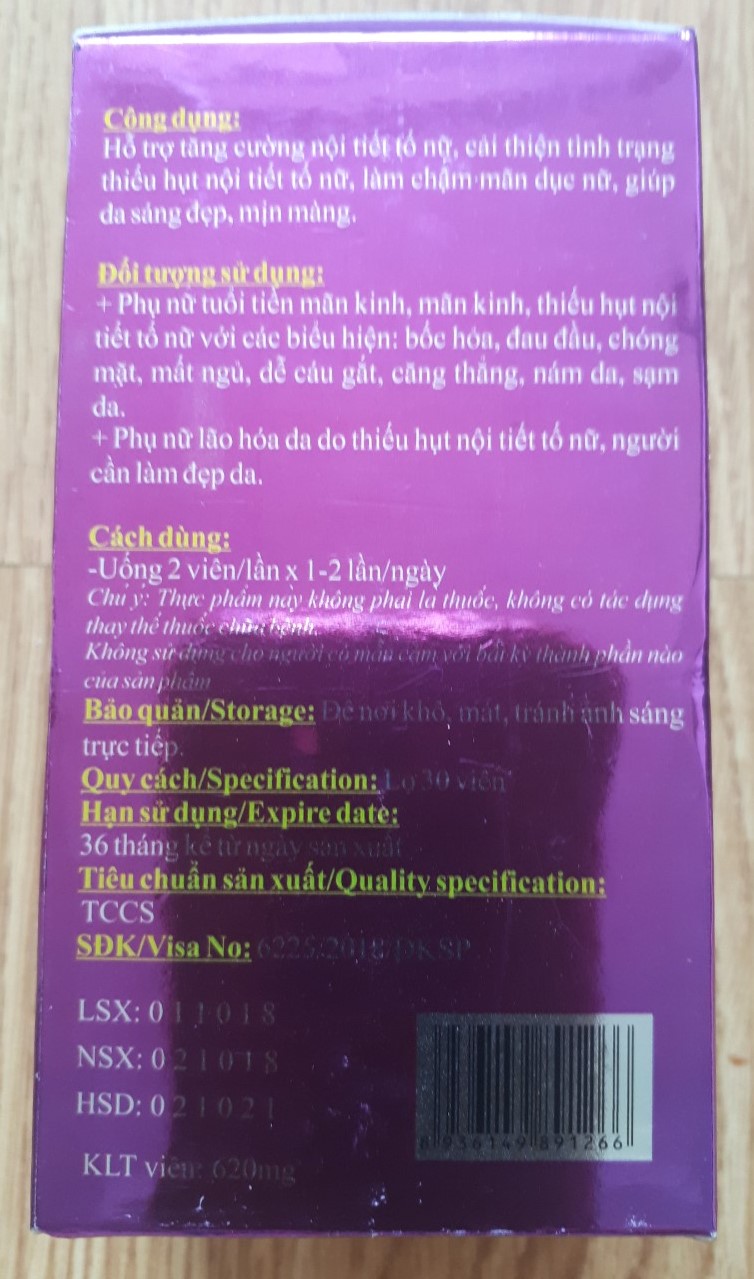 Công dụng:
Hỗ trợ tăng cường nội tiết tố nữ, cải thiện tình trạng
thiếu hụt nội tiết tố nữ, làm chậm mãn dục nữ, giúp
da sáng đẹp, mịn màng.
Đối tượng sử dụng:
+ Phụ nữ tuổi tiền mãn kinh, mãn kinh, thiếu hụt nội
tiết tố nữ với các biểu hiện: bốc hỏa, đau đầu, chóng
mặt, mất ngủ, dễ cáu gắt, căng thẳng, nám da, sạm
da.
+ Phụ nữ lão hóa da do thiếu hụt nội tiết tố nữ, người
cần làm đẹp da.
Cách dùng:
-Uống 2 viên/lần x 1-2 lần/ngày
Chú ý: Thực phẩm này không phải là thuốc, không có tác dụng
thay thế thuốc chữa bệnh.
Không sử dụng cho người có mẫn cảm với bất kỳ thành phần nào
của sản phẩm
Bảo quản/Storage: Để nơi khô, mát, tránh ánh sáng
trực tiếp.
Quy cách/Specification: Lọ 30 viên
Hạn sử dụng/Expire date:
36 tháng kể từ ngày sản xuất
Tiêu chuẩn sản xuất/Quality specification:
TCCS
SĐK/Visa No: 6225/2018/ĐKSP
LSX: 011018
NSX: 021018
HSD: 021021
KLT viên: 620mg
8 936149 891266